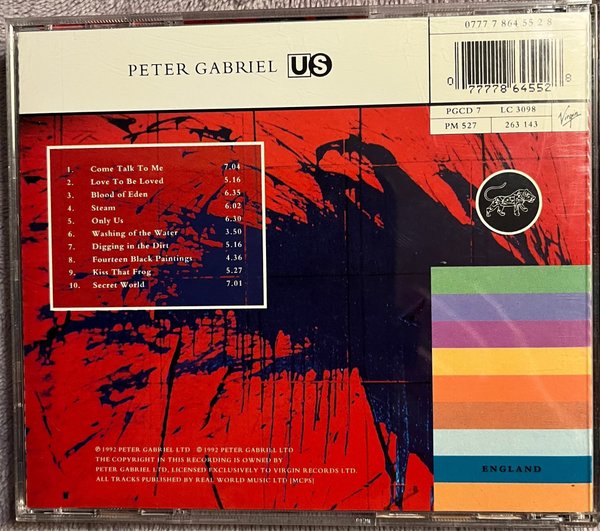 PETER GABRIEL US
0777 7 864 55 2 8
0 77778 64552 8
PGCD 7 LC 3098
PM 527 263 143
Virgin
1. Come Talk To Me 7.04
2. Love To Be Loved 5.16
3. Blood of Eden 6.35
4. Steam 6.02
5. Only Us 6.30
6. Washing of the Water 3.50
7. Digging in the Dirt 5.16
8. Fourteen Black Paintings 4.36
9. Kiss That Frog 5.27
10. Secret World 7.01
℗ 1992 PETER GABRIEL LTD © 1992 PETER GABRIEL LTD
THE COPYRIGHT IN THIS RECORDING IS OWNED BY
PETER GABRIEL LTD, LICENSED EXCLUSIVELY TO VIRGIN RECORDS LTD.
ALL TRACKS PUBLISHED BY REAL WORLD MUSIC LTD [MCPS]
ENGLAND